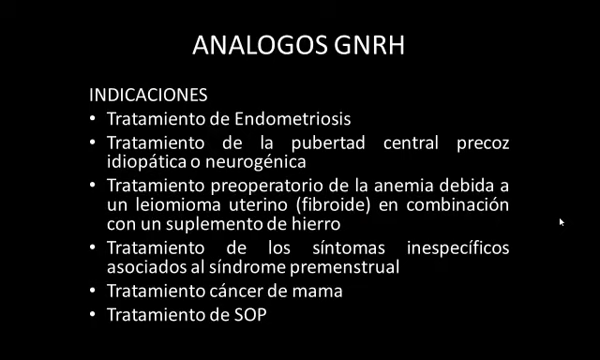 ANALOGOS GNRH
INDICACIONES
• Tratamiento de Endometriosis
• Tratamiento de la pubertad central precoz
idiopática o neurogénica
• Tratamiento preoperatorio de la anemia debida a
un leiomioma uterino (fibroide) en combinación
con un suplemento de hierro
• Tratamiento de los síntomas inespecíficos
asociados al síndrome premenstrual
• Tratamiento cáncer de mama
• Tratamiento de SOP